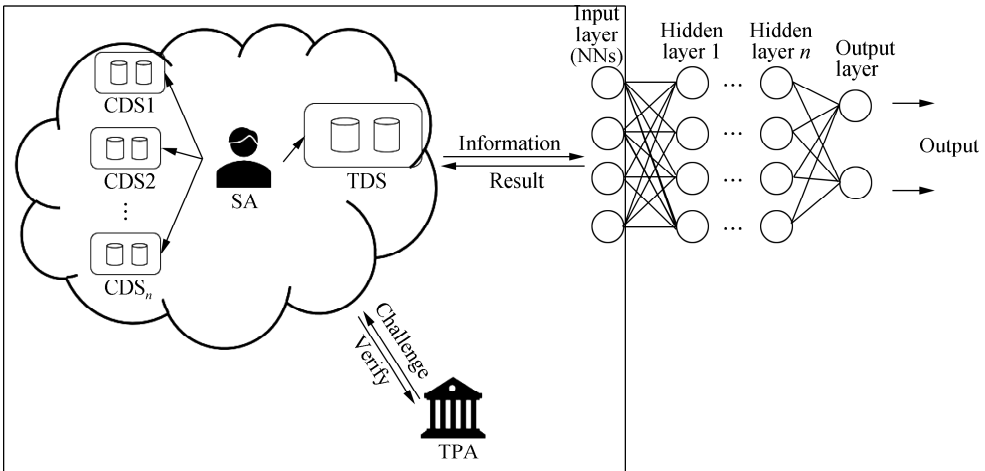 CDS1
CDS2
⋮
CDSn
SA
TDS
Information
Result
Challenge
Verify
TPA
Input
layer
(NNs)
Hidden
layer 1
...
Hidden
layer n
...
Output
layer
Output